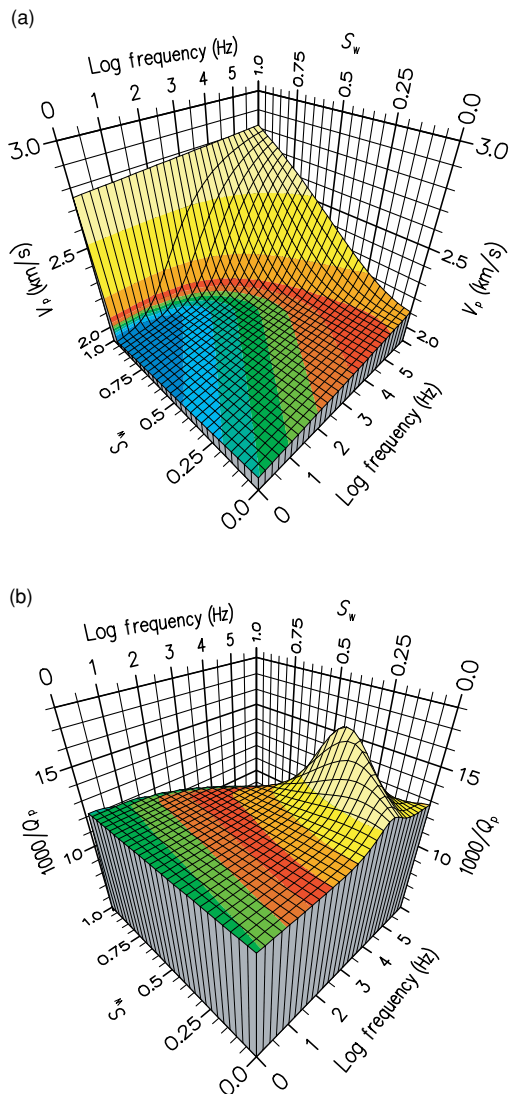 (a)
Log frequency (Hz)
S_w
0 1 2 3 4 5 1.0 0.75 0.5 0.25 0.0
3.0 3.0
2.5 2.5
V_P (km/s) V_P (km/s)
2.0 2.0
1.0 0.75 0.5 0.25 0.0
S_w
0 1 2 3 4 5
Log frequency (Hz)
(b)
Log frequency (Hz)
S_w
0 1 2 3 4 5 1.0 0.75 0.5 0.25 0.0
15 15
10 10
1000/Q_P 1000/Q_P
1.0 0.75 0.5 0.25 0.0
S_w
0 1 2 3 4 5
Log frequency (Hz)